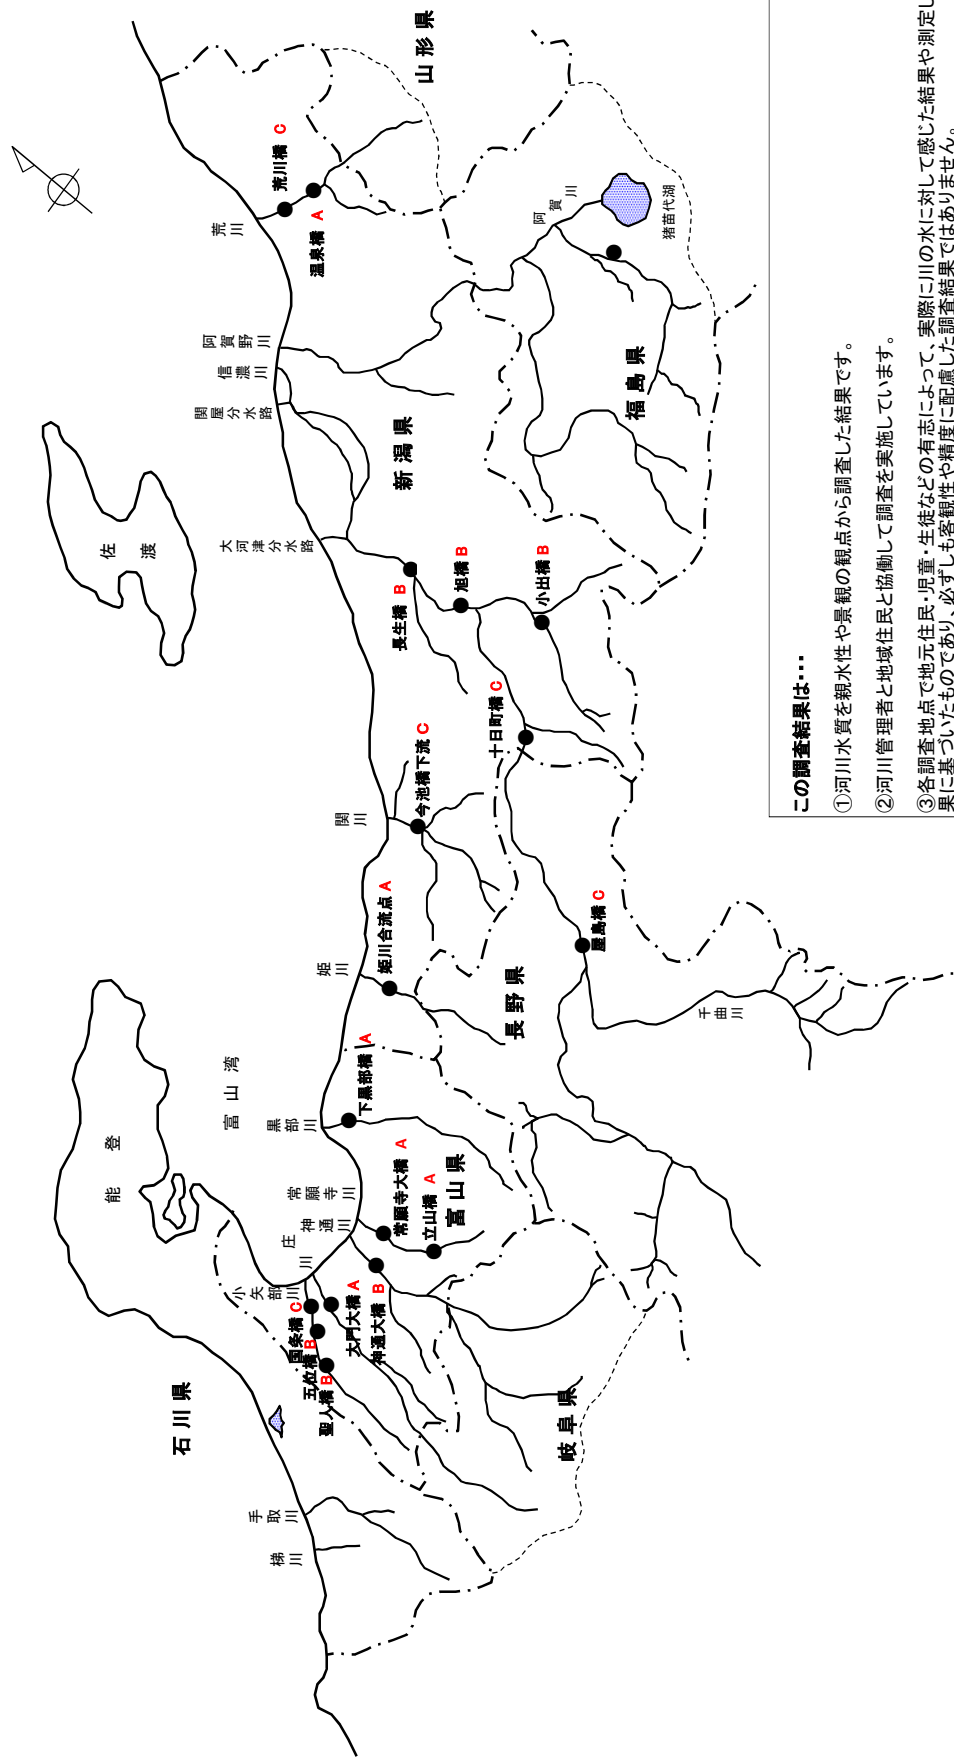 山形県
荒川橋 C
荒川
温泉橋 A
阿賀川
猪苗代湖
阿賀野川
信濃川
関屋分水路
福島県
新潟県
佐渡
大河津分水路
長生橋 B
旭橋 B
小出橋 B
十日町橋 C
今池橋下流 C
関川
姫川合流点 A
姫川
屋島橋 C
長野県
千曲川
下黒部橋 A
富山湾
黒部川
能登
常願寺大橋 A
立山橋 A
富山県
常願寺川
神通川
庄川
小矢部川
国条橋 C
五位橋 B
聖人橋 B
大門大橋 A
神通大橋 B
石川県
岐阜県
手取川
梯川
この調査結果は・・・
①河川水質を親水性や景観の観点から調査した結果です。
②河川管理者と地域住民と協働して調査を実施しています。
③各調査地点で地元住民・児童・生徒などの有志によって、実際に川の水に対して感じた結果や測定し
果に基づいたものであり、必ずしも客観性や精度に配慮した調査結果ではありません。